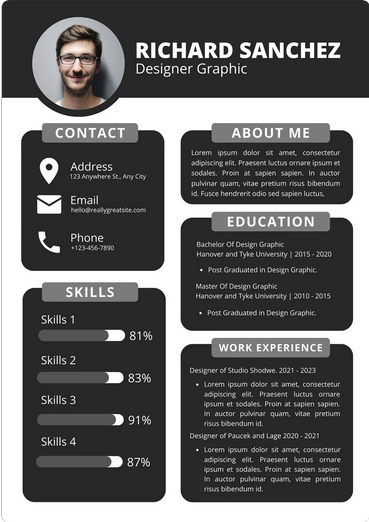 RICHARD SANCHEZ
Designer Graphic
CONTACT
Address
123 Anywhere St., Any City
Email
hello@reallygreatsite.com
Phone
+123-456-7890
SKILLS
Skills 1
81%
Skills 2
83%
Skills 3
91%
Skills 4
87%
ABOUT ME
Lorem ipsum dolor sit amet, consectetur
adipiscing elit. Praesent luctus ornare ipsum et
sodales. Proin at sapien sapien. In auctor
pulvinar quam, vitae pretium risus bibendum
id. Fusce hendrerit odio sed sapien luctus,
EDUCATION
Bachelor Of Design Graphic
Hanover and Tyke University | 2015 - 2020
• Post Graduated in Design Graphic.
Master Of Design Graphic
Hanover and Tyke University | 2010 - 2015
• Post Graduated in Design Graphic.
WORK EXPERIENCE
Designer of Studio Shodwe. 2021 - 2023
• Lorem ipsum dolor sit amet, consectetur
adipiscing elit. Praesent luctus ornare
ipsum et sodales. Proin at sapien sapien.
In auctor pulvinar quam, vitae pretium
risus bibendum id.
Designer of Paucek and Lage 2020 - 2021
• Lorem ipsum dolor sit amet, consectetur
adipiscing elit. Praesent luctus ornare
ipsum et sodales. Proin at sapien sapien.
In auctor pulvinar quam, vitae pretium
risus bibendum id.